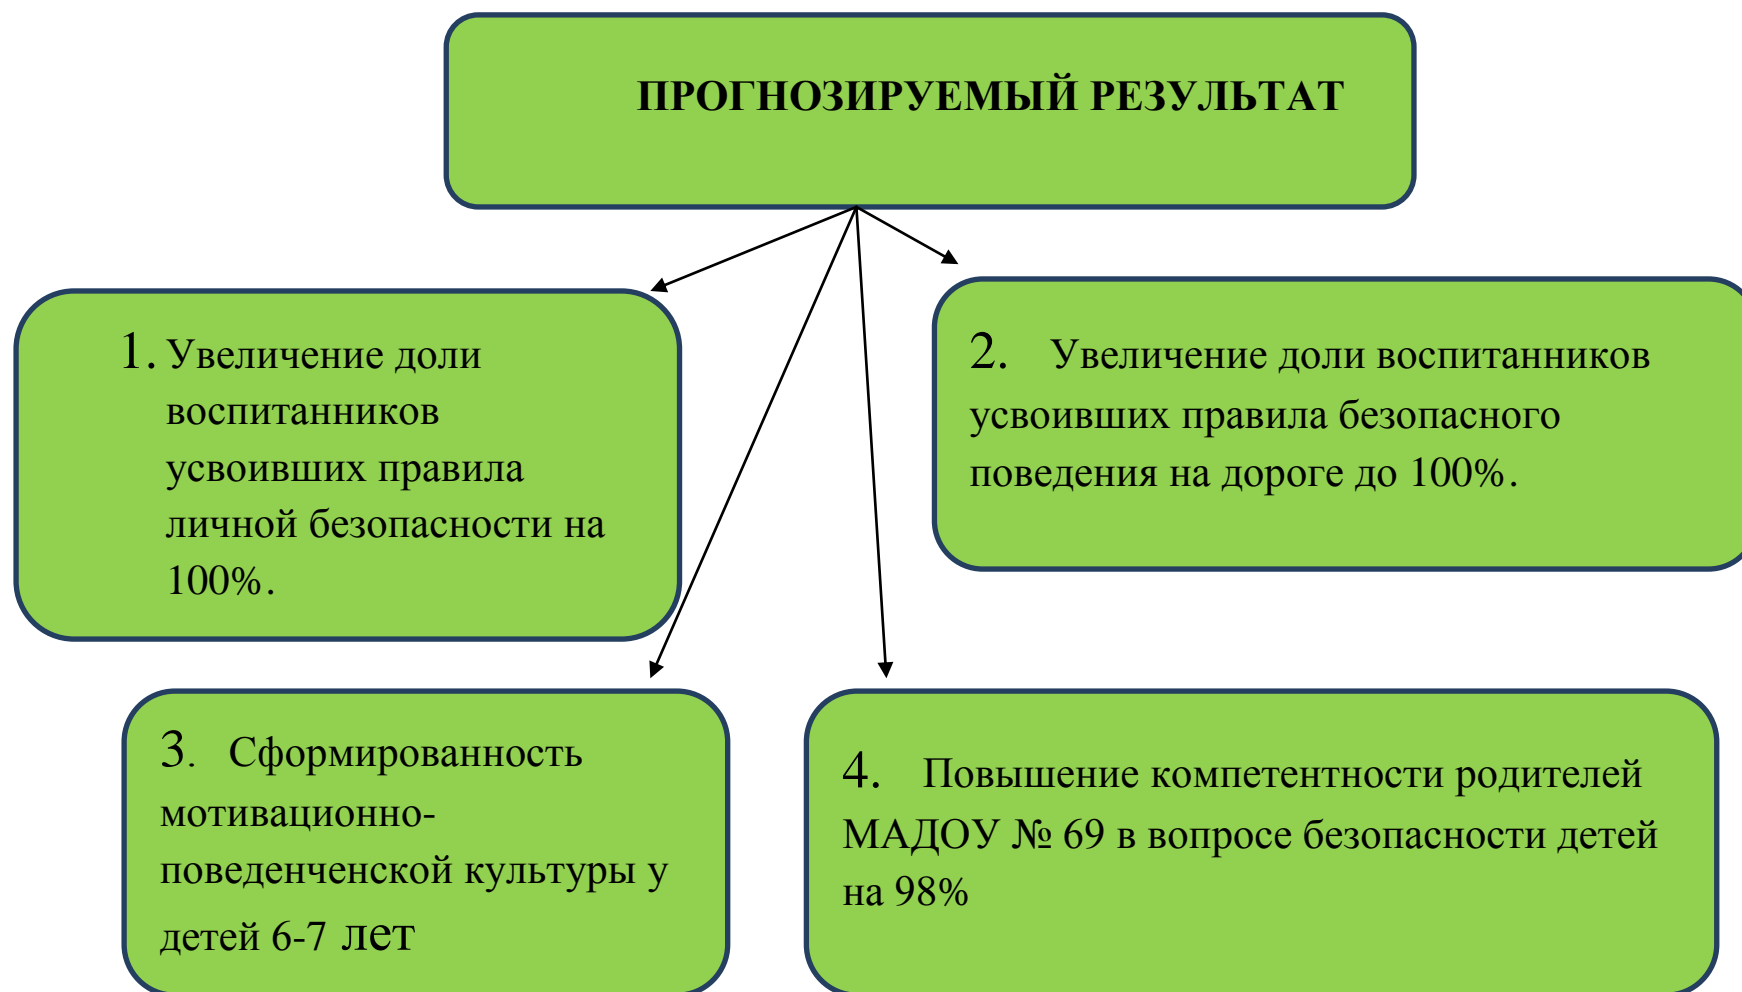 ПРОГНОЗИРУЕМЫЙ РЕЗУЛЬТАТ
1. Увеличение доли
воспитанников
усвоивших правила
личной безопасности на
100%.
2. Увеличение доли воспитанников
усвоивших правила безопасного
поведения на дороге до 100%.
3. Сформированность
мотивационно-
поведенческой культуры у
детей 6-7 лет
4. Повышение компетентности родителей
МАДОУ № 69 в вопросе безопасности детей
на 98%